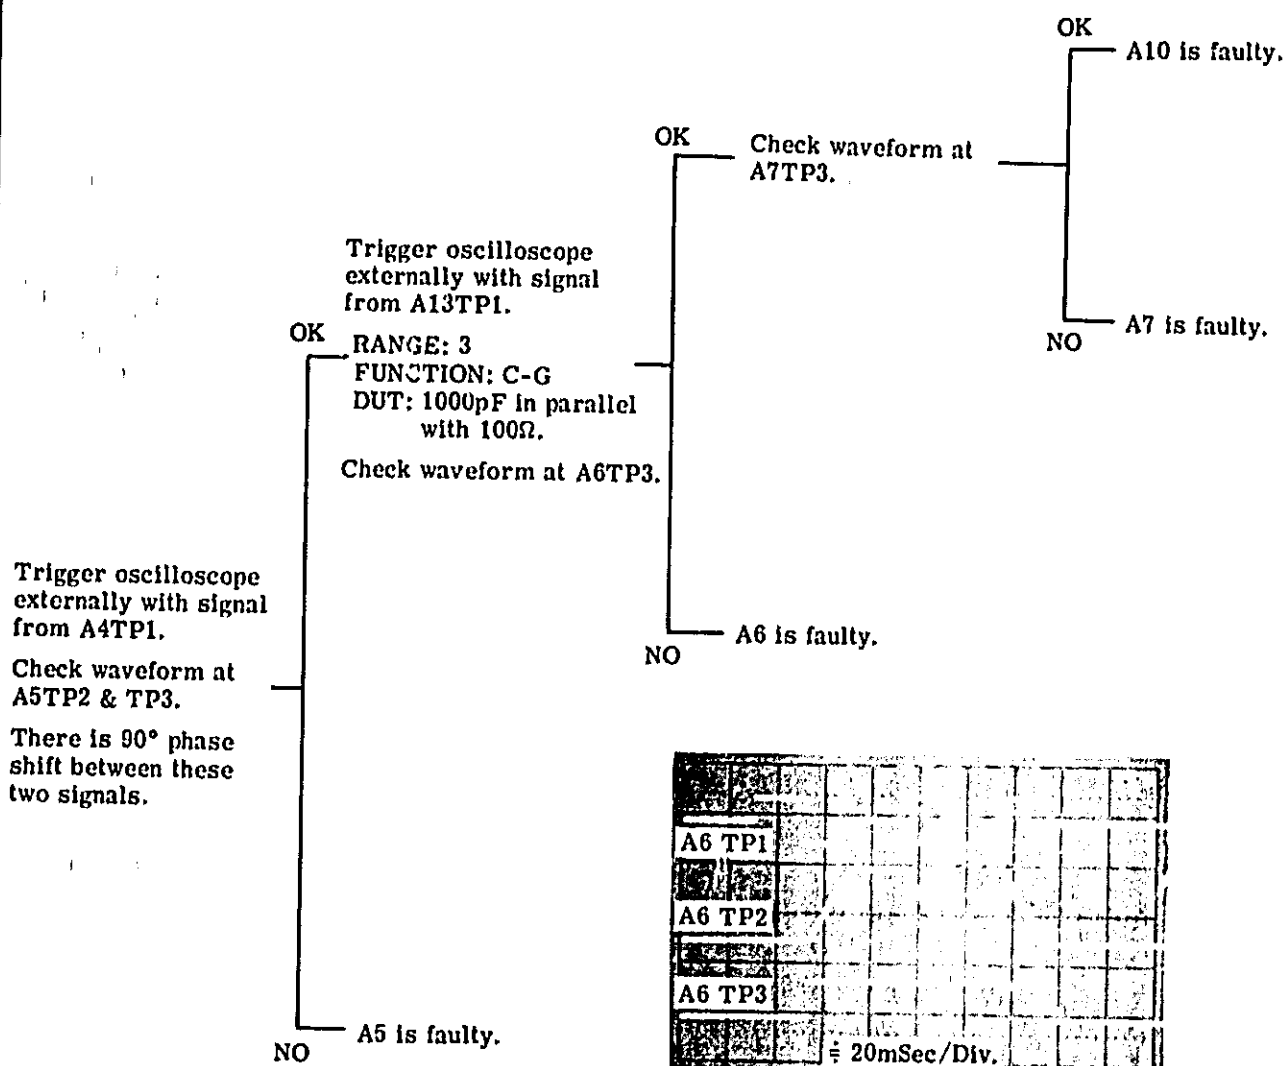 Trigger oscilloscope
externally with signal
from A4TP1.
Check waveform at
A5TP2 & TP3.
There is 90° phase
shift between these
two signals.
OK
Trigger oscilloscope
externally with signal
from A13TP1.
RANGE: 3
FUNCTION: C-G
DUT: 1000pF in parallel
with 100Ω.
Check waveform at A6TP3.
NO
A5 is faulty.
OK
Check waveform at
A7TP3.
NO
A6 is faulty.
OK
A10 is faulty.
NO
A7 is faulty.
A6 TP1
A6 TP2
A6 TP3
≑ 20mSec/Div.